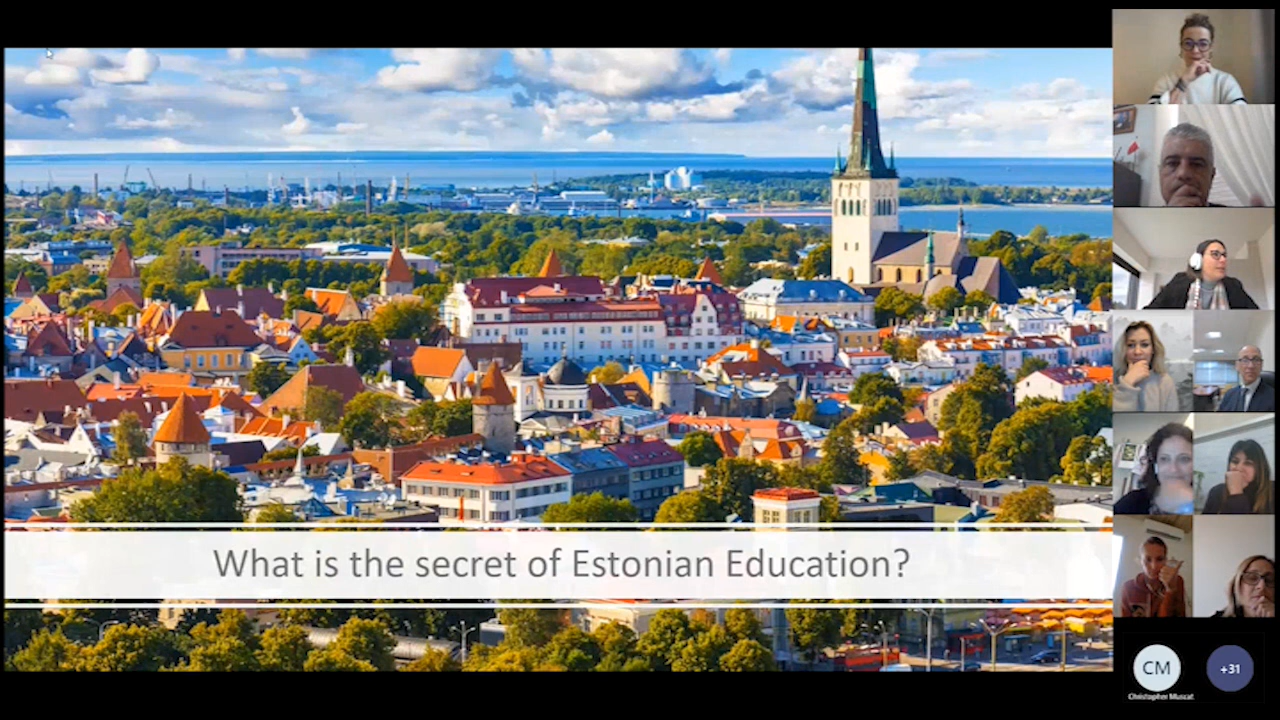 What is the secret of Estonian Education?
CM
+31
Christopher Muscat